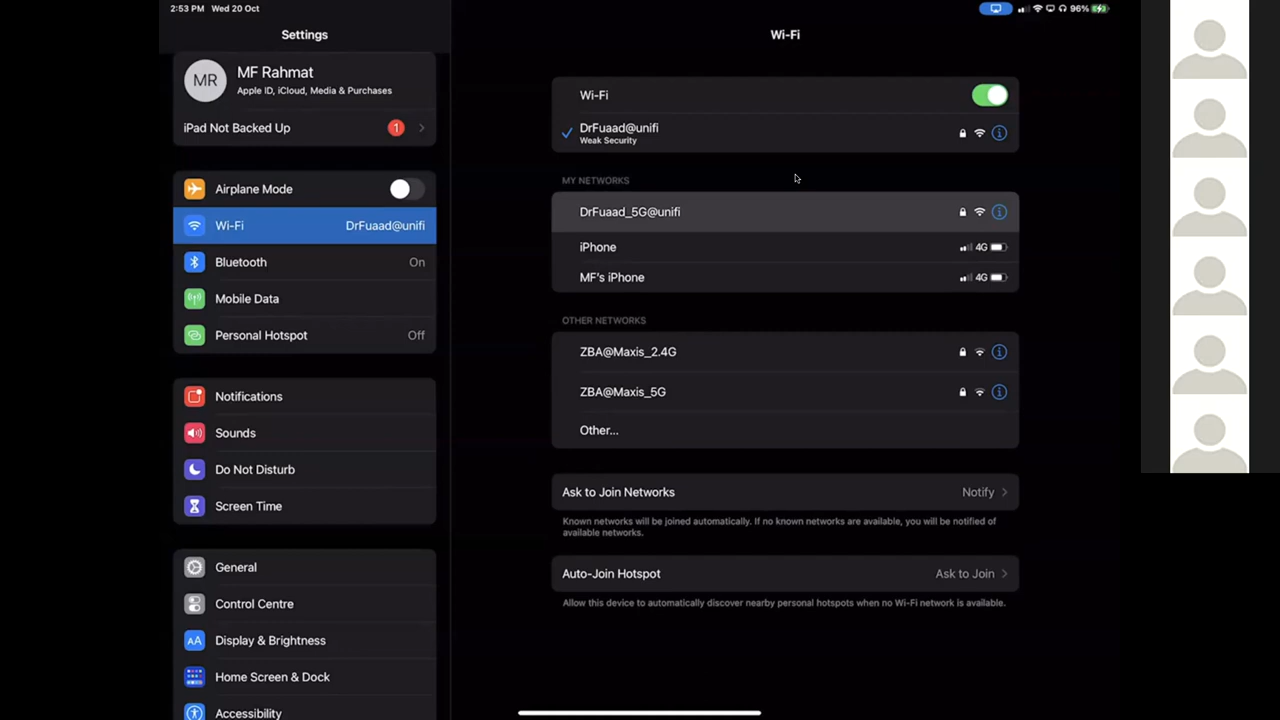 2:53 PM Wed 20 Oct
96%
Settings
MR
MF Rahmat
Apple ID, iCloud, Media & Purchases
iPad Not Backed Up
1
Airplane Mode
Wi-Fi
DrFuaad@unifi
Bluetooth
On
Mobile Data
Personal Hotspot
Off
Notifications
Sounds
Do Not Disturb
Screen Time
General
Control Centre
AA
Display & Brightness
Home Screen & Dock
Accessibility
Wi-Fi
Wi-Fi
DrFuaad@unifi
Weak Security
MY NETWORKS
DrFuaad_5G@unifi
iPhone
4G
MF's iPhone
4G
OTHER NETWORKS
ZBA@Maxis_2.4G
ZBA@Maxis_5G
Other...
Ask to Join Networks
Notify
Known networks will be joined automatically. If no known networks are available, you will be notified of
available networks.
Auto-Join Hotspot
Ask to Join
Allow this device to automatically discover nearby personal hotspots when no Wi-Fi network is available.